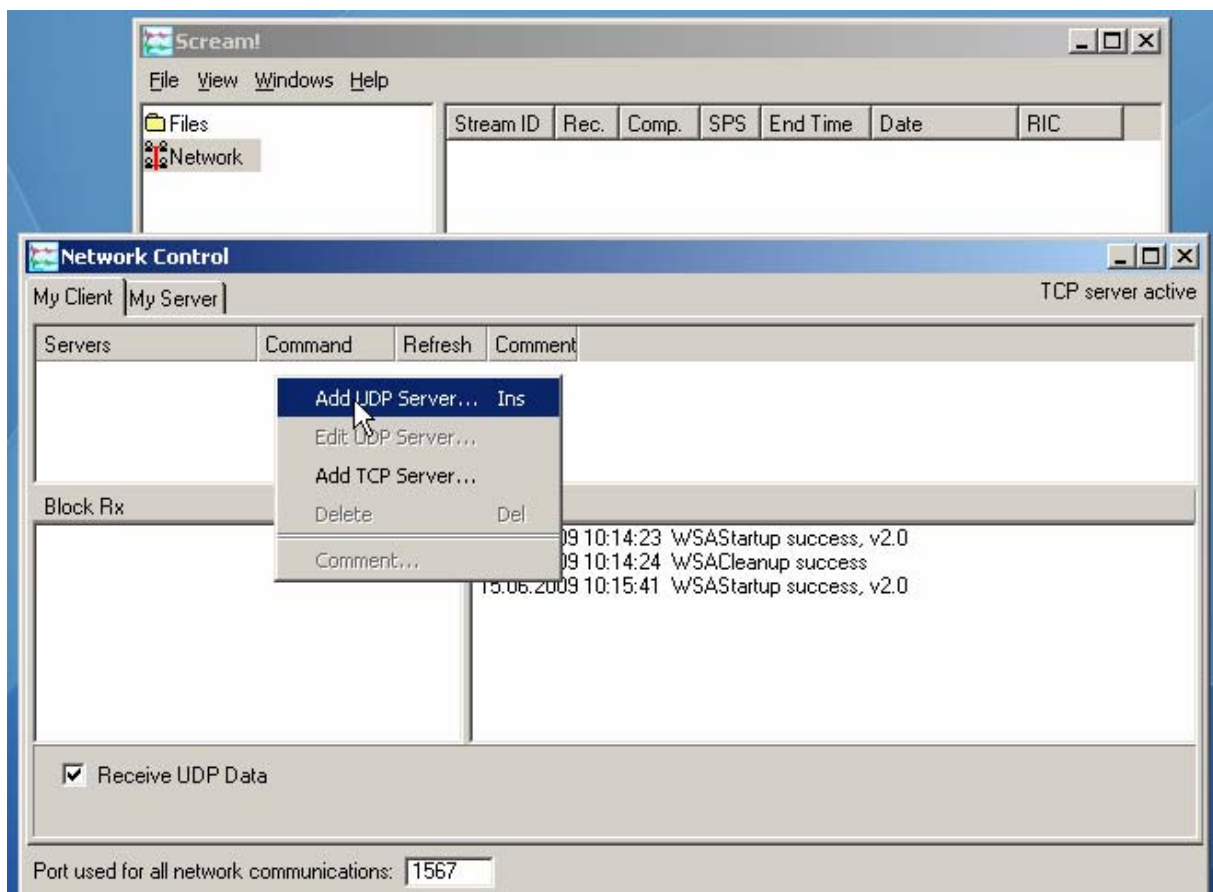 Scream!
File View Windows Help
Files
Network
Stream ID Rec. Comp. SPS End Time Date RIC
Network Control
My Client My Server TCP server active
Servers Command Refresh Comment
Add UDP Server... Ins
Edit UDP Server...
Add TCP Server...
Delete Del
Comment...
Block Rx
09 10:14:23 WSAStartup success, v2.0
09 10:14:24 WSACleanup success
15.06.2009 10:15:41 WSAStartup success, v2.0
Receive UDP Data
Port used for all network communications: 1567